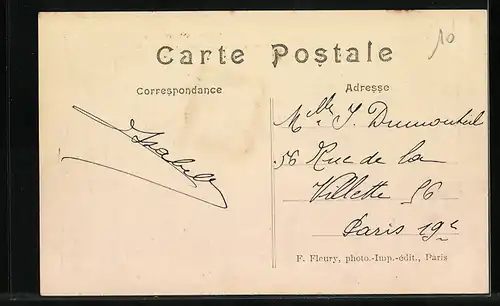 10
Carte Postale
Correspondance
Adresse
Isabelle
Mlle J. Dumontheil
56 Rue de la
Villette 56
Paris 19e
F. Fleury, photo.-Imp.-édit., Paris